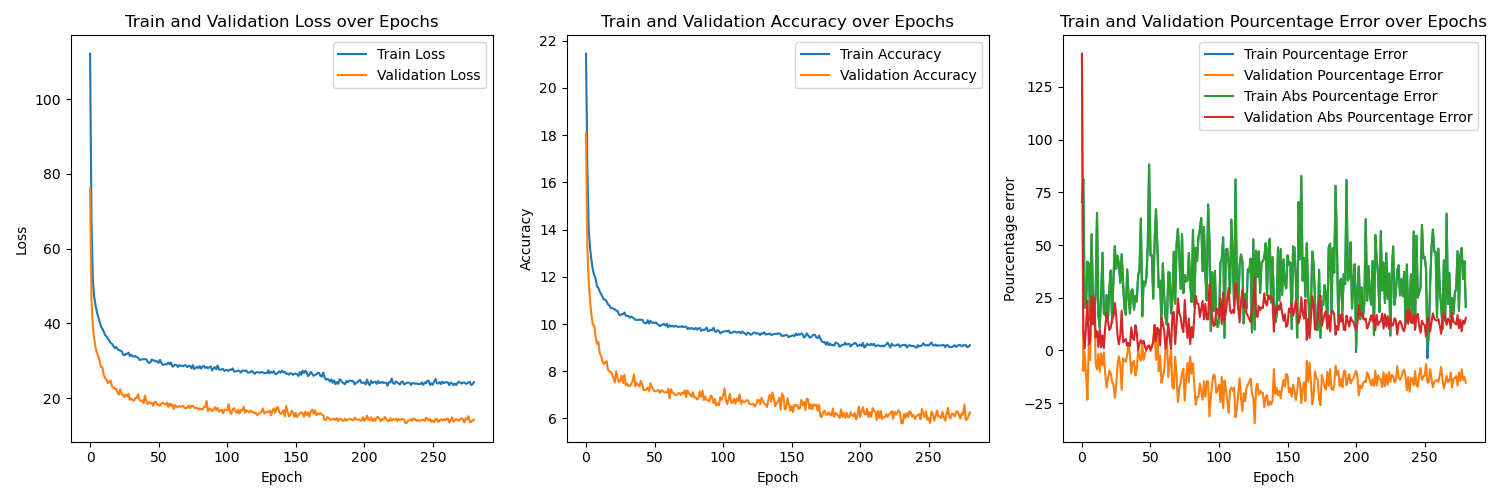 Train and Validation Loss over Epochs
Train Loss
Validation Loss
100
80
60
40
20
Loss
0
50
100
150
200
250
Epoch
Train and Validation Accuracy over Epochs
Train Accuracy
Validation Accuracy
22
20
18
16
14
12
10
8
6
Accuracy
0
50
100
150
200
250
Epoch
Train and Validation Pourcentage Error over Epochs
Train Pourcentage Error
Validation Pourcentage Error
Train Abs Pourcentage Error
Validation Abs Pourcentage Error
125
100
75
50
25
0
−25
Pourcentage error
0
50
100
150
200
250
Epoch